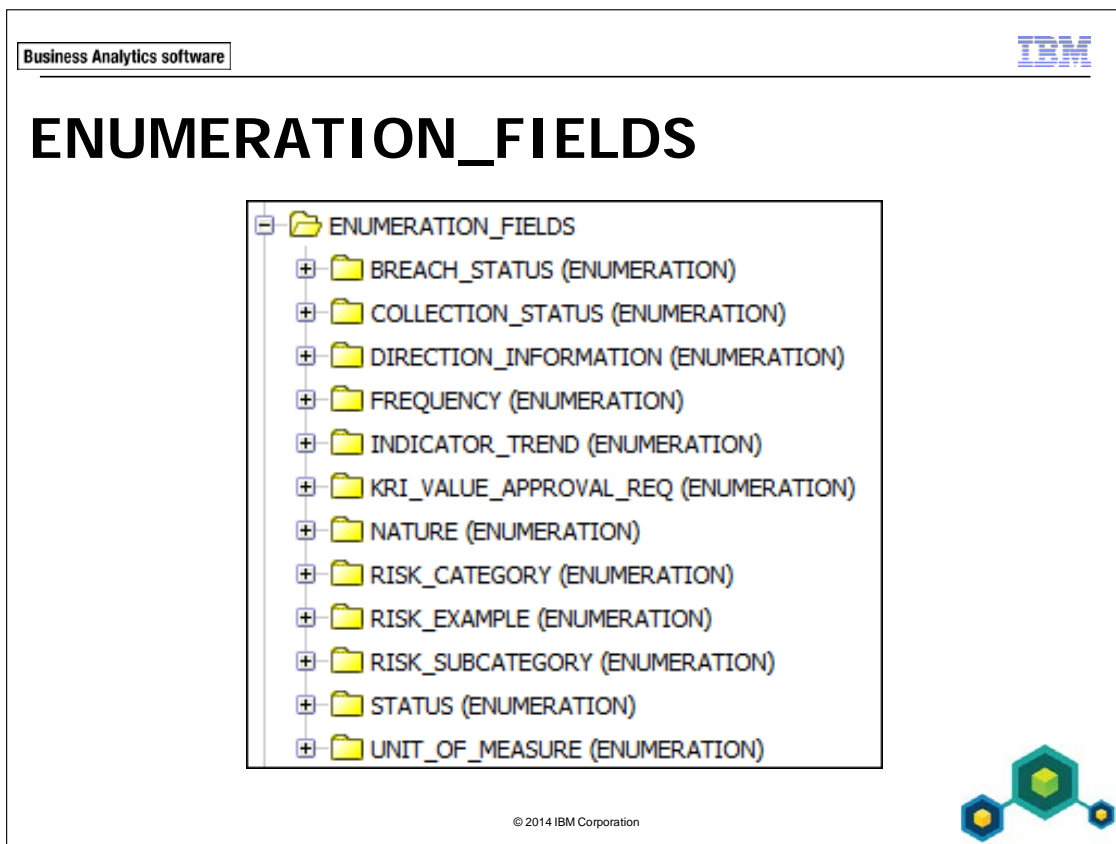 Business Analytics software
IBM
ENUMERATION_FIELDS
ENUMERATION_FIELDS
BREACH_STATUS (ENUMERATION)
COLLECTION_STATUS (ENUMERATION)
DIRECTION_INFORMATION (ENUMERATION)
FREQUENCY (ENUMERATION)
INDICATOR_TREND (ENUMERATION)
KRI_VALUE_APPROVAL_REQ (ENUMERATION)
NATURE (ENUMERATION)
RISK_CATEGORY (ENUMERATION)
RISK_EXAMPLE (ENUMERATION)
RISK_SUBCATEGORY (ENUMERATION)
STATUS (ENUMERATION)
UNIT_OF_MEASURE (ENUMERATION)
© 2014 IBM Corporation